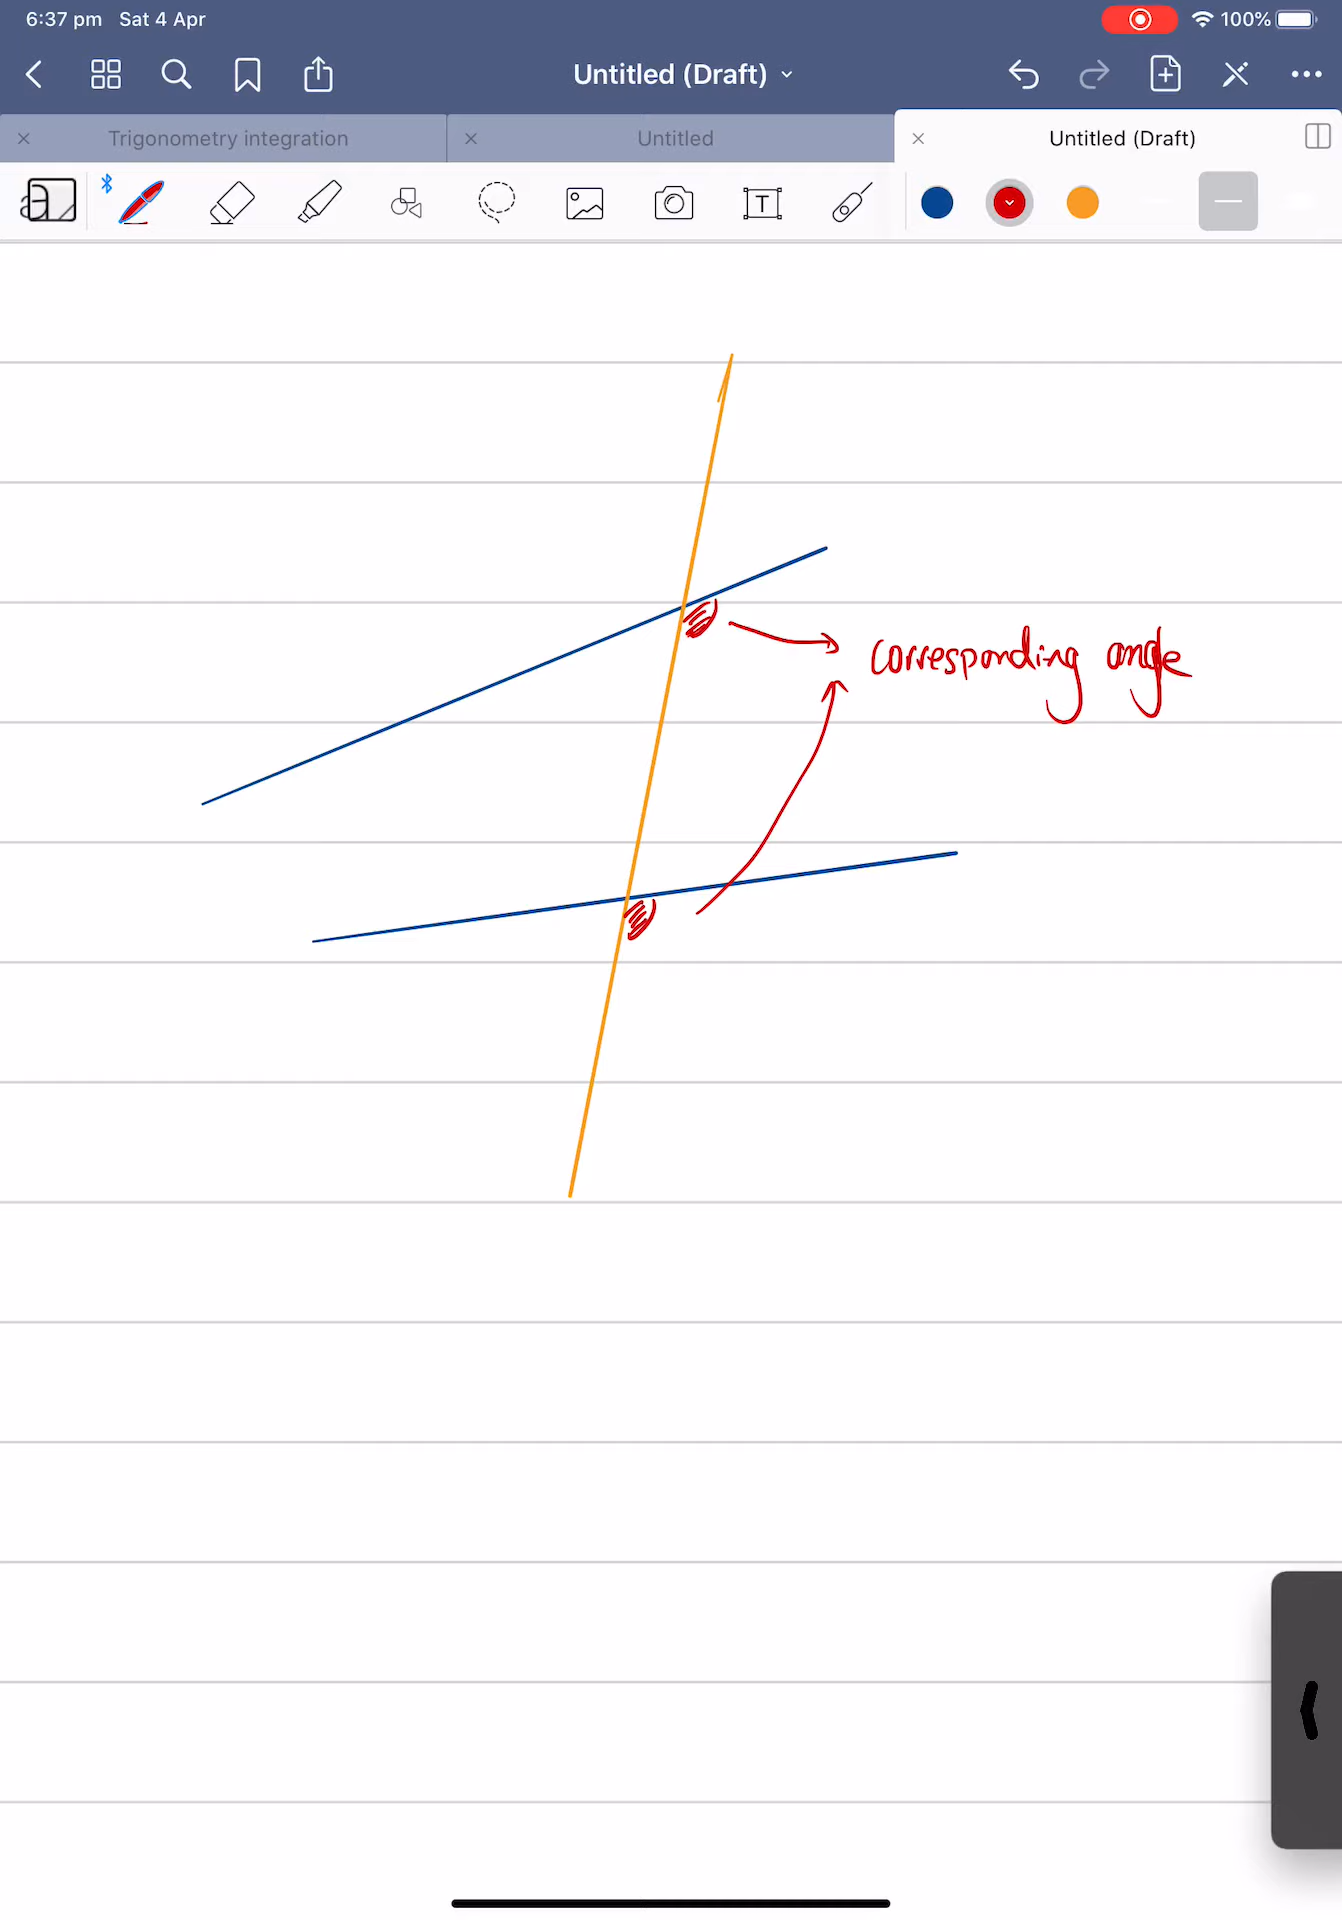 6:37 pm Sat 4 Apr 100%
Untitled (Draft)
Trigonometry integration
Untitled
Untitled (Draft)
a
T
corresponding angle